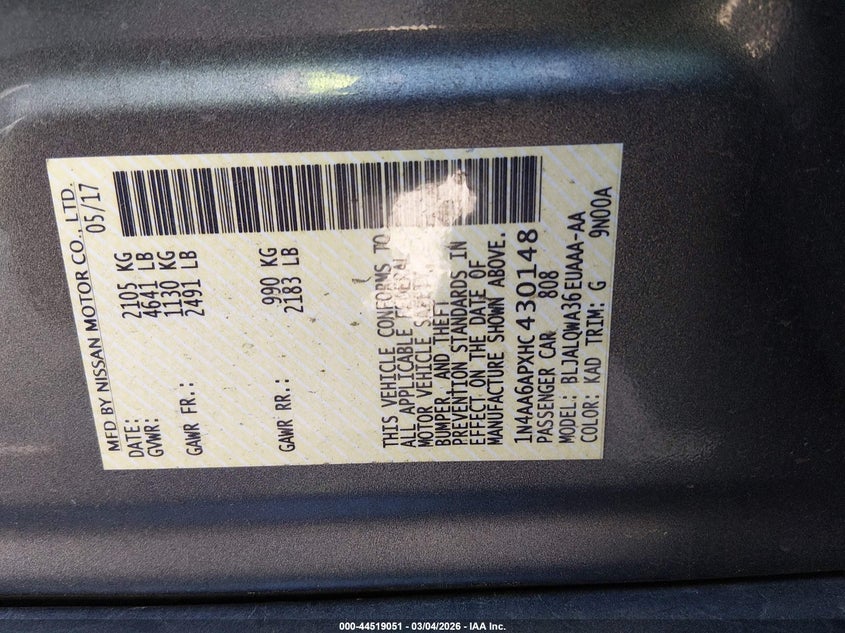 MFD BY NISSAN MOTOR CO., LTD.
DATE: 05/17
GVWR: 2105 KG
4641 LB
GAWR FR.: 1130 KG
2491 LB
GAWR RR.: 990 KG
2183 LB
THIS VEHICLE CONFORMS TO
ALL APPLICABLE FEDERAL
MOTOR VEHICLE SAFETY,
BUMPER, AND THEFT
PREVENTION STANDARDS IN
EFFECT ON THE DATE OF
MANUFACTURE SHOWN ABOVE.
1N4AA6APXHC430148
PASSENGER CAR 808
MODEL: BLJALQWA36EUAAA-AA
COLOR: KAD TRIM: G 9N00A
000-44519051 - 03/04/2026 - IAA Inc.